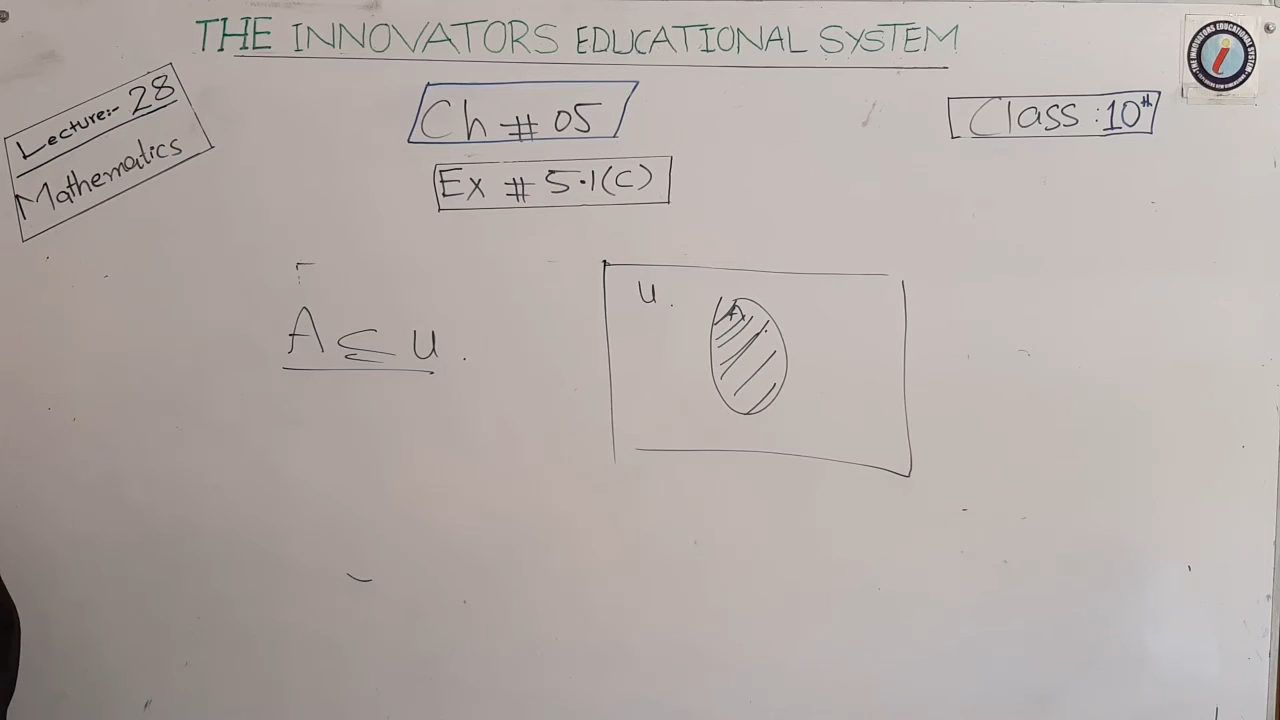 THE INNOVATORS EDUCATIONAL SYSTEM
Lecture:- 28
Mathematics
Ch # 05
Ex # 5.1(C)
Class : 10th
A ⊆ U .
U .
A